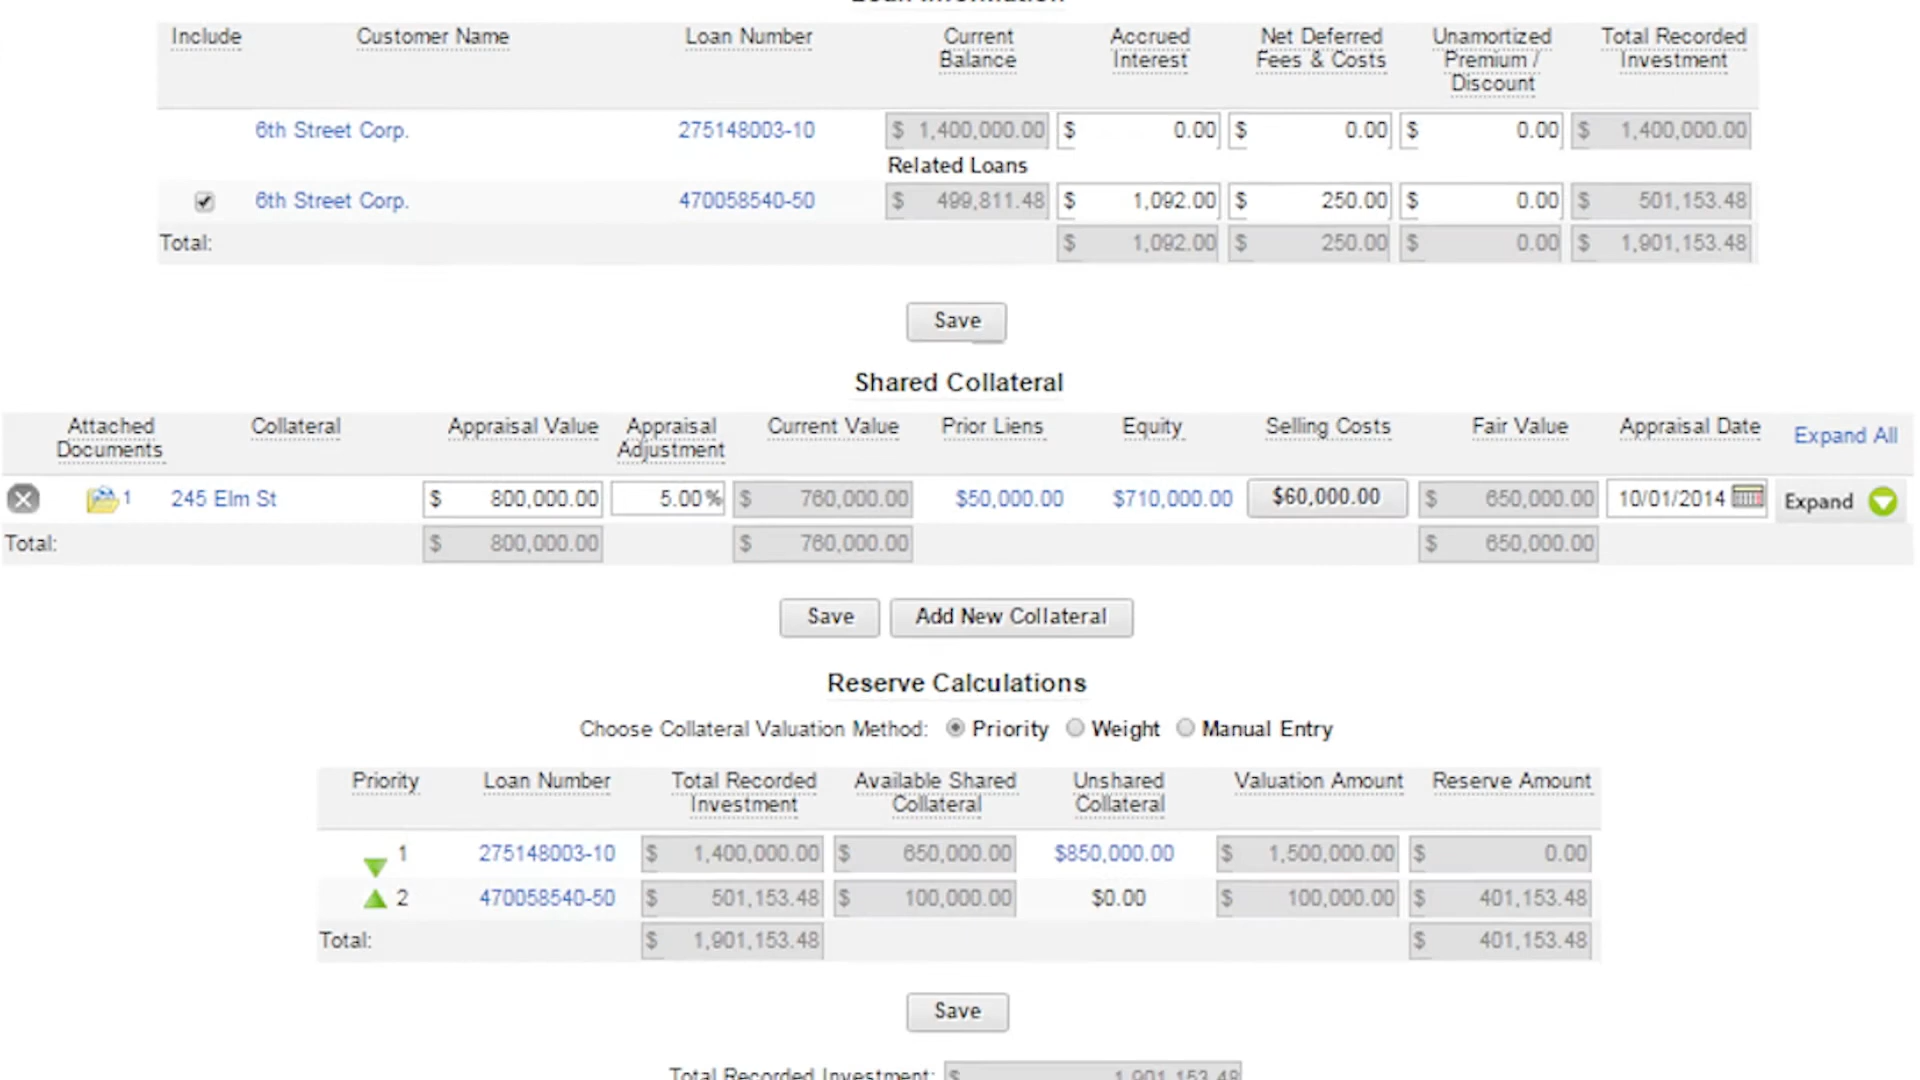 Loan Information
Include Customer Name Loan Number Current Balance Accrued Interest Net Deferred Fees & Costs Unamortized Premium / Discount Total Recorded Investment
6th Street Corp. 275148003-10 $ 1,400,000.00 $ 0.00 $ 0.00 $ 0.00 $ 1,400,000.00
Related Loans
6th Street Corp. 470058540-50 $ 499,811.48 $ 1,092.00 $ 250.00 $ 0.00 $ 501,153.48
Total: $ 1,092.00 $ 250.00 $ 0.00 $ 1,901,153.48
Save
Shared Collateral
Attached Documents Collateral Appraisal Value Appraisal Adjustment Current Value Prior Liens Equity Selling Costs Fair Value Appraisal Date Expand All
1 245 Elm St $ 800,000.00 5.00% $ 760,000.00 $50,000.00 $710,000.00 $60,000.00 $ 650,000.00 10/01/2014 Expand
Total: $ 800,000.00 $ 760,000.00 $ 650,000.00
Save Add New Collateral
Reserve Calculations
Choose Collateral Valuation Method: Priority Weight Manual Entry
Priority Loan Number Total Recorded Investment Available Shared Collateral Unshared Collateral Valuation Amount Reserve Amount
1 275148003-10 $ 1,400,000.00 $ 650,000.00 $850,000.00 $ 1,500,000.00 $ 0.00
2 470058540-50 $ 501,153.48 $ 100,000.00 $0.00 $ 100,000.00 $ 401,153.48
Total: $ 1,901,153.48 $ 401,153.48
Save
Total Recorded Investment: $ 1,901,153.48